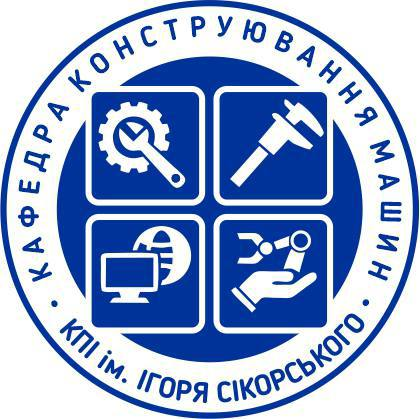 КАФЕДРА КОНСТРУЮВАННЯ МАШИН
КПІ ім. ІГОРЯ СІКОРСЬКОГО